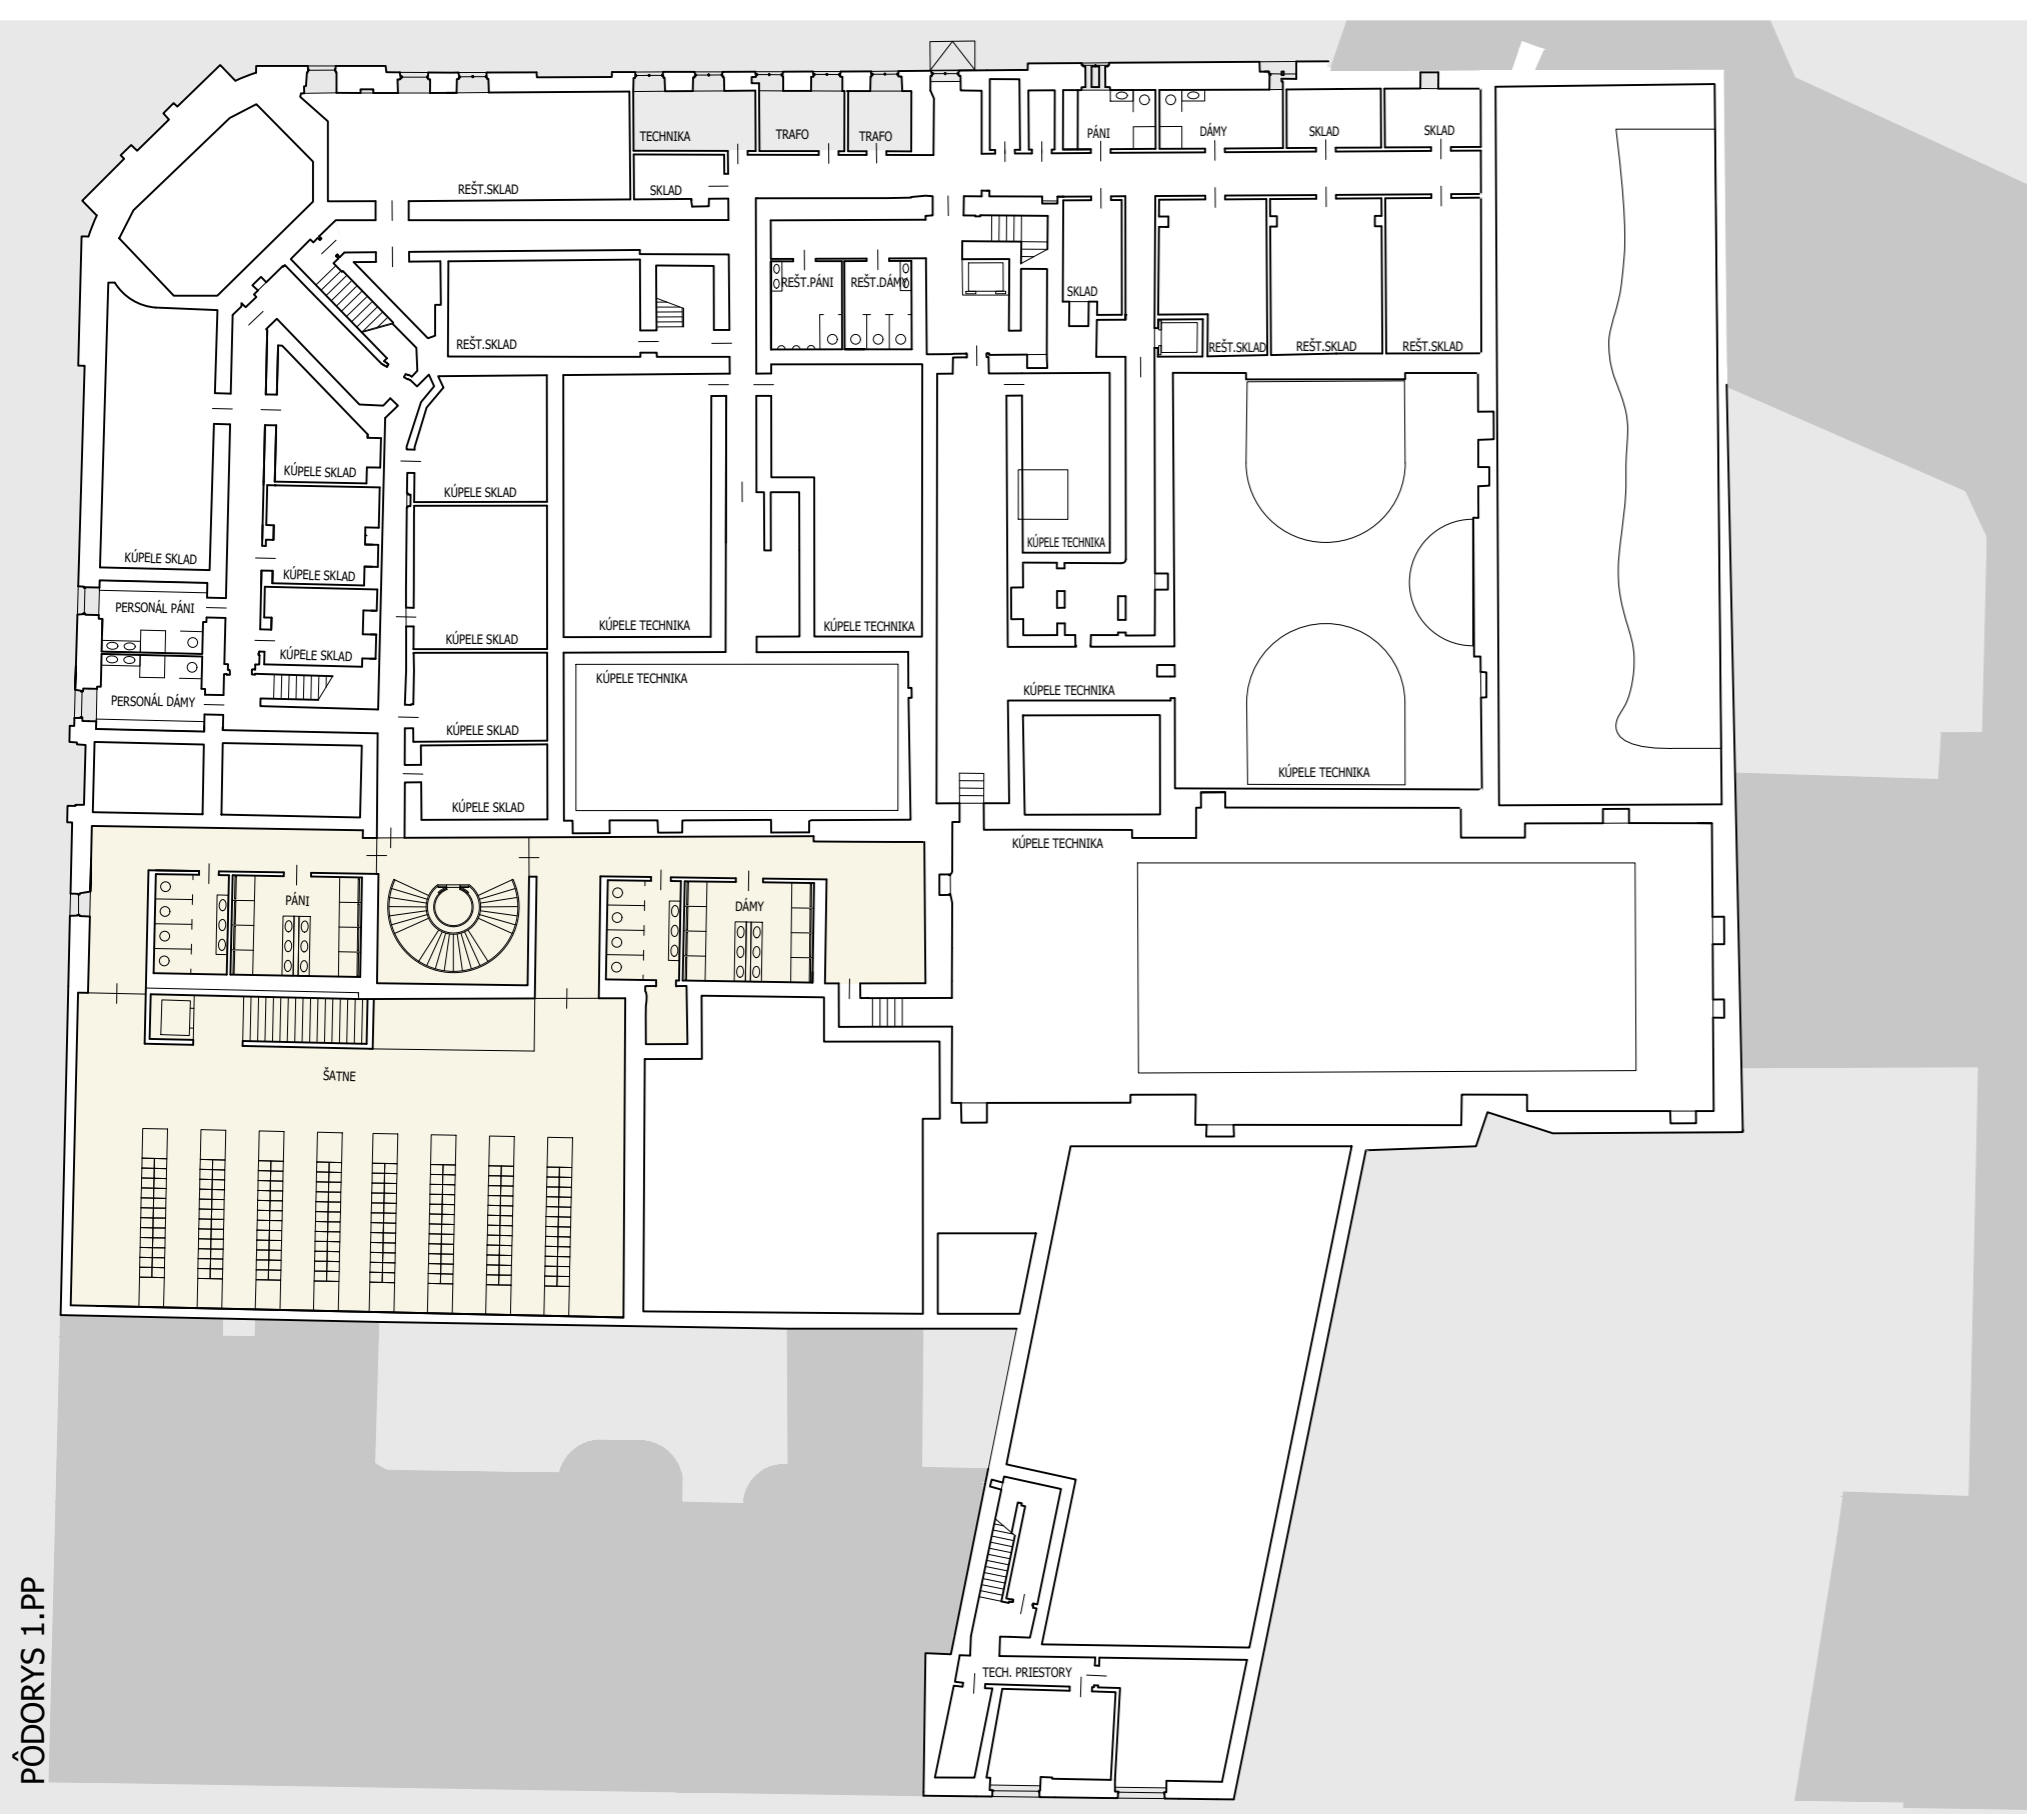 TECHNIKA
TRAFO
TRAFO
PÁNI
DÁMY
SKLAD
SKLAD
REŠT.SKLAD
SKLAD
REŠT.PÁNI
REŠT.DÁMY
SKLAD
REŠT.SKLAD
REŠT.SKLAD
REŠT.SKLAD
REŠT.SKLAD
KÚPELE SKLAD
KÚPELE SKLAD
KÚPELE TECHNIKA
KÚPELE SKLAD
KÚPELE SKLAD
PERSONÁL PÁNI
KÚPELE TECHNIKA
KÚPELE TECHNIKA
KÚPELE SKLAD
KÚPELE SKLAD
KÚPELE TECHNIKA
KÚPELE TECHNIKA
PERSONÁL DÁMY
KÚPELE SKLAD
KÚPELE TECHNIKA
KÚPELE SKLAD
KÚPELE TECHNIKA
PÁNI
DÁMY
ŠATNE
TECH. PRIESTORY
PÔDORYS 1.PP